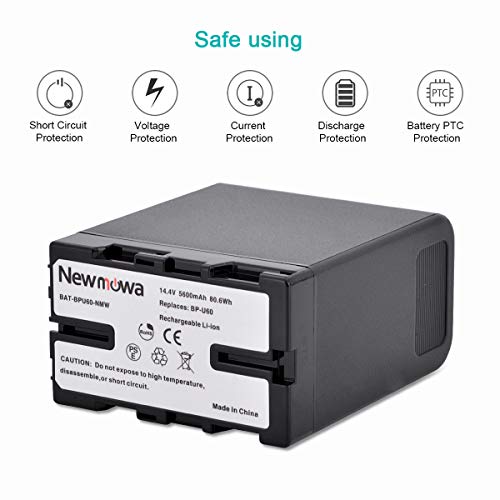 Safe using
Short Circuit Protection
Voltage Protection
Current Protection
Discharge Protection
PTC
Battery PTC Protection
Newmowa
BAT-BPU60-NMW
14.4V 5600mAh 80.6Wh
Replaces: BP-U60
Rechargeable Li-ion
PSE
CAUTION: Do not expose to high temperature,
disassemble,or short circuit.
Made in China